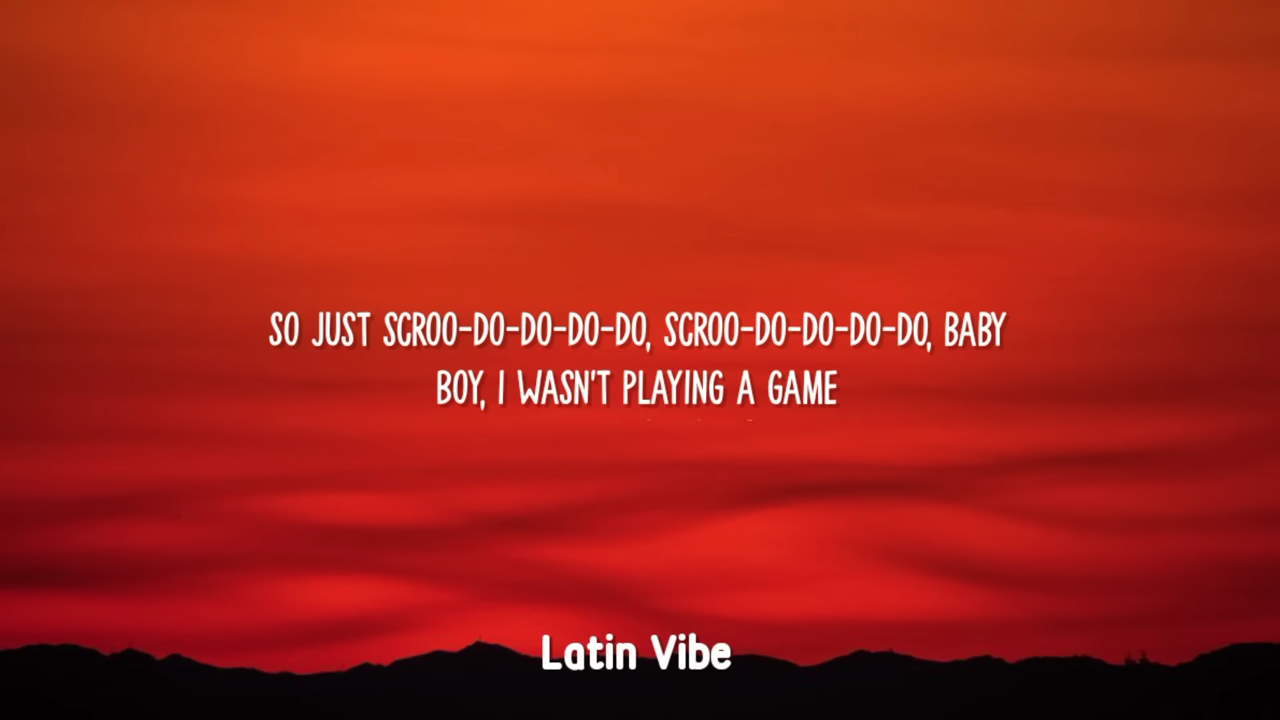 SO JUST SCROO-DO-DO-DO-DO, SCROO-DO-DO-DO-DO, BABY
BOY, I WASN'T PLAYING A GAME
Latin Vibe